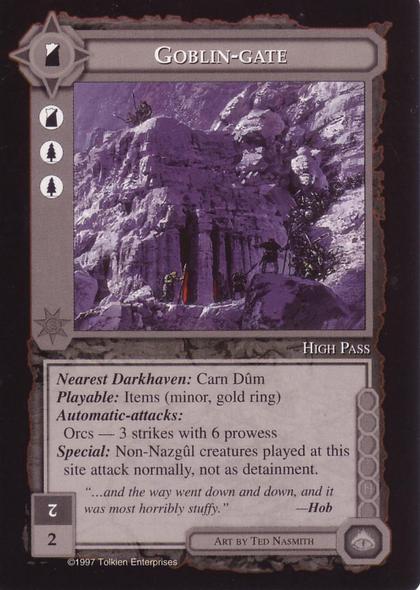 GOBLIN-GATE
HIGH PASS
Nearest Darkhaven: Carn Dûm
Playable: Items (minor, gold ring)
Automatic-attacks:
Orcs — 3 strikes with 6 prowess
Special: Non-Nazgûl creatures played at this
site attack normally, not as detainment.
“…and the way went down and down, and it
was most horribly stuffy.” —Hob
2
2
ART BY TED NASMITH
©1997 Tolkien Enterprises